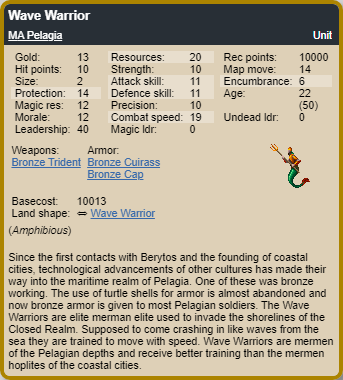 Wave Warrior
MA Pelagia Unit
Gold: 13 Resources: 20 Rec points: 10000
Hit points: 10 Strength: 10 Map move: 14
Size: 2 Attack skill: 11 Encumbrance: 6
Protection: 14 Defence skill: 11 Age: 22
Magic res: 12 Precision: 10 (50)
Morale: 12 Combat speed: 19 Undead ldr: 0
Leadership: 40 Magic ldr: 0
Weapons: Armor:
Bronze Trident Bronze Cuirass
Bronze Cap
Basecost: 10013
Land shape: ⇔ Wave Warrior
(Amphibious)
Since the first contacts with Berytos and the founding of coastal
cities, technological advancements of other cultures has made their
way into the maritime realm of Pelagia. One of these was bronze
working. The use of turtle shells for armor is almost abandoned and
now bronze armor is given to most Pelagian soldiers. The Wave
Warriors are elite merman elite used to invade the shorelines of the
Closed Realm. Supposed to come crashing in like waves from the
sea they are trained to move with speed. Wave Warriors are mermen
of the Pelagian depths and receive better training than the mermen
hoplites of the coastal cities.